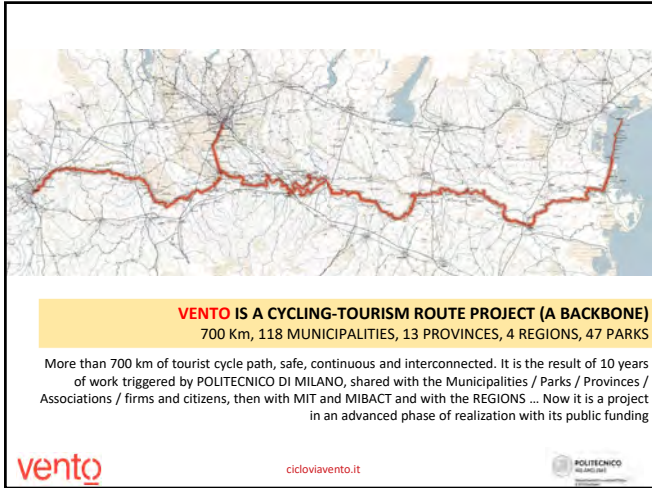 VENTO IS A CYCLING-TOURISM ROUTE PROJECT (A BACKBONE)
700 Km, 118 MUNICIPALITIES, 13 PROVINCES, 4 REGIONS, 47 PARKS
More than 700 km of tourist cycle path, safe, continuous and interconnected. It is the result of 10 years
of work triggered by POLITECNICO DI MILANO, shared with the Municipalities / Parks / Provinces /
Associations / firms and citizens, then with MIT and MIBACT and with the REGIONS ... Now it is a project
in an advanced phase of realization with its public funding
vento
cicloviavento.it
POLITECNICO